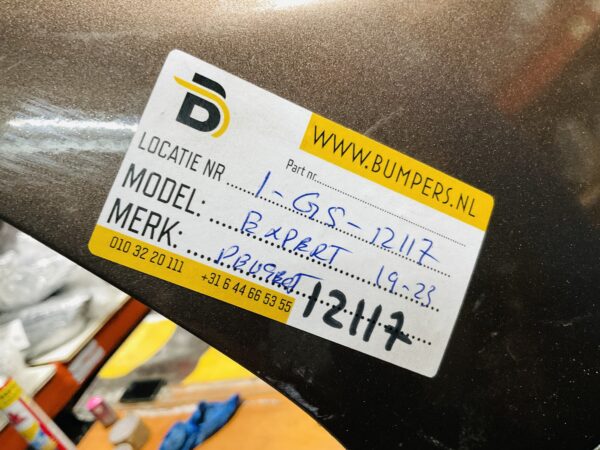 B
WWW.BUMPERS.NL
Part nr.
LOCATIE NR 1-GS-12117
MODEL: EXPERT 19-23
MERK: PEUGEOT
12117
010 32 20 111 +31 6 44 66 53 55